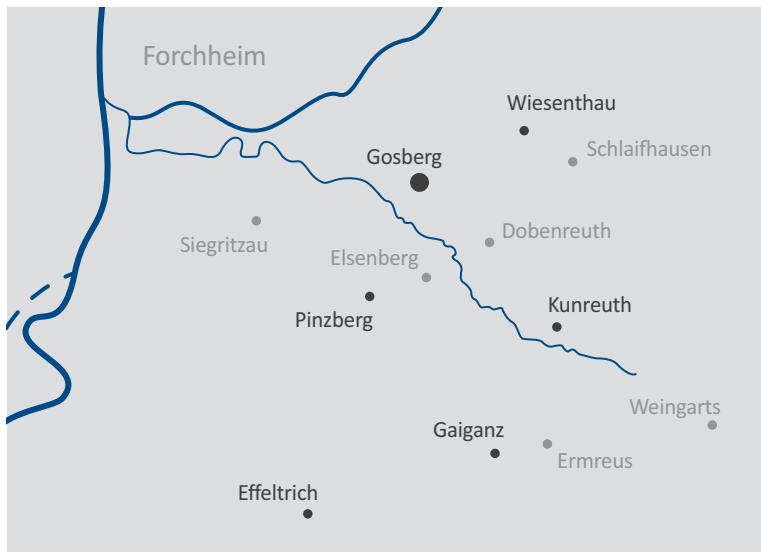 Forchheim
Wiesenthau
Schlaifhausen
Gosberg
Dobenreuth
Siegritzau
Elsenberg
Kunreuth
Pinzberg
Weingarts
Gaiganz
Ermreus
Effeltrich